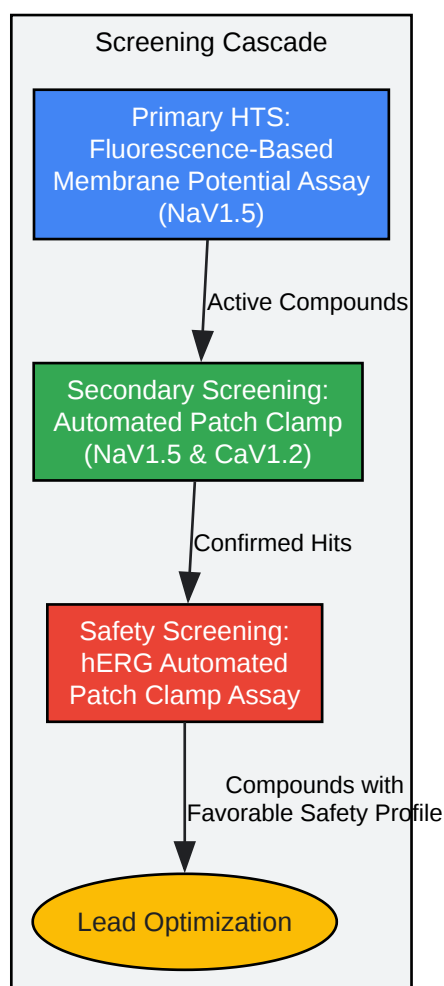 Screening Cascade
Primary HTS:
Fluorescence-Based
Membrane Potential Assay
(NaV1.5)
Active Compounds
Secondary Screening:
Automated Patch Clamp
(NaV1.5 & CaV1.2)
Confirmed Hits
Safety Screening:
hERG Automated
Patch Clamp Assay
Compounds with
Favorable Safety Profile
Lead Optimization